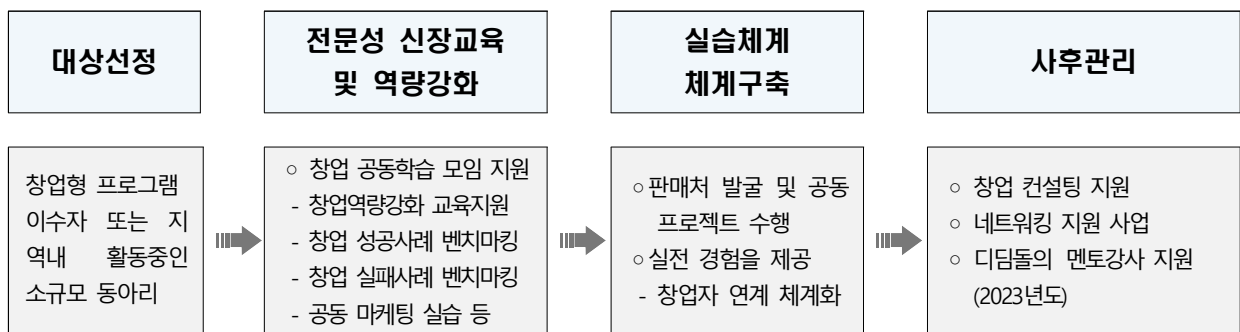 대상선정
전문성 신장교육
및 역량강화
실습체계
체계구축
사후관리
창업형 프로그램
이수자 또는 지
역내 활동중인
소규모 동아리
○ 창업 공동학습 모임 지원
- 창업역량강화 교육지원
- 창업 성공사례 벤치마킹
- 창업 실패사례 벤치마킹
- 공동 마케팅 실습 등
○판매처 발굴 및 공동
프로젝트 수행
○실전 경험을 제공
- 창업자 연계 체계화
○ 창업 컨설팅 지원
○ 네트워킹 지원 사업
○ 디딤돌의 멘토강사 지원
(2023년도)